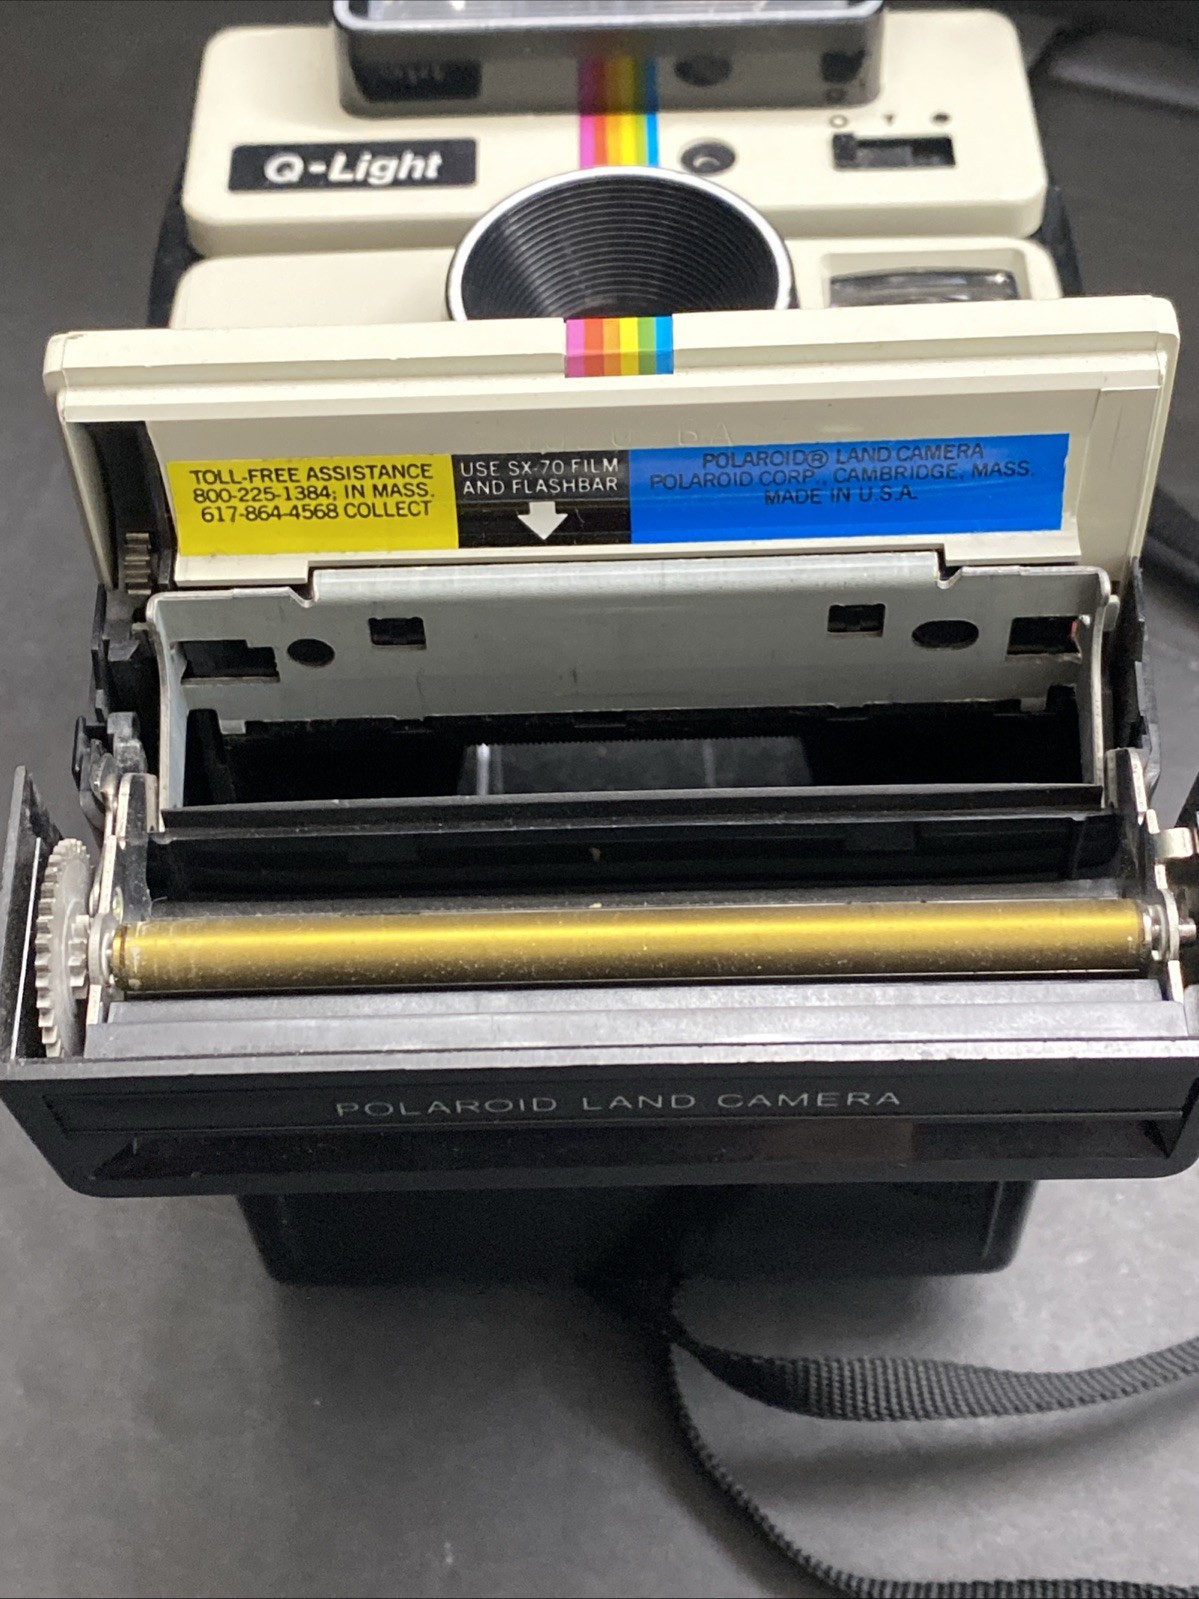 Q-Light
TOLL-FREE ASSISTANCE
800-225-1384; IN MASS.
617-864-4568 COLLECT
USE SX-70 FILM
AND FLASHBAR
POLAROID® LAND CAMERA
POLAROID CORP., CAMBRIDGE, MASS.
MADE IN U.S.A.
POLAROID LAND CAMERA